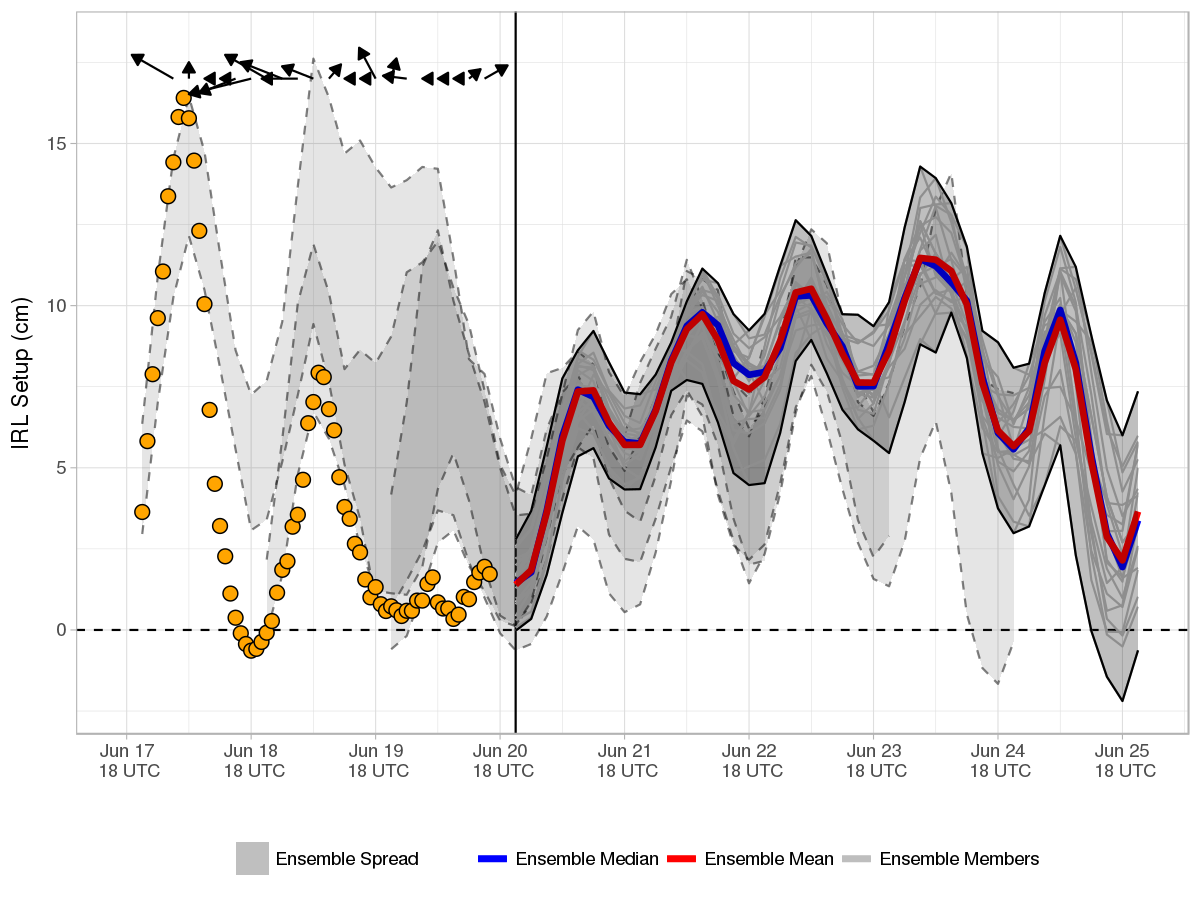 IRL Setup (cm)
15
10
5
0
Jun 17
18 UTC
Jun 18
18 UTC
Jun 19
18 UTC
Jun 20
18 UTC
Jun 21
18 UTC
Jun 22
18 UTC
Jun 23
18 UTC
Jun 24
18 UTC
Jun 25
18 UTC
Ensemble Spread
Ensemble Median
Ensemble Mean
Ensemble Members